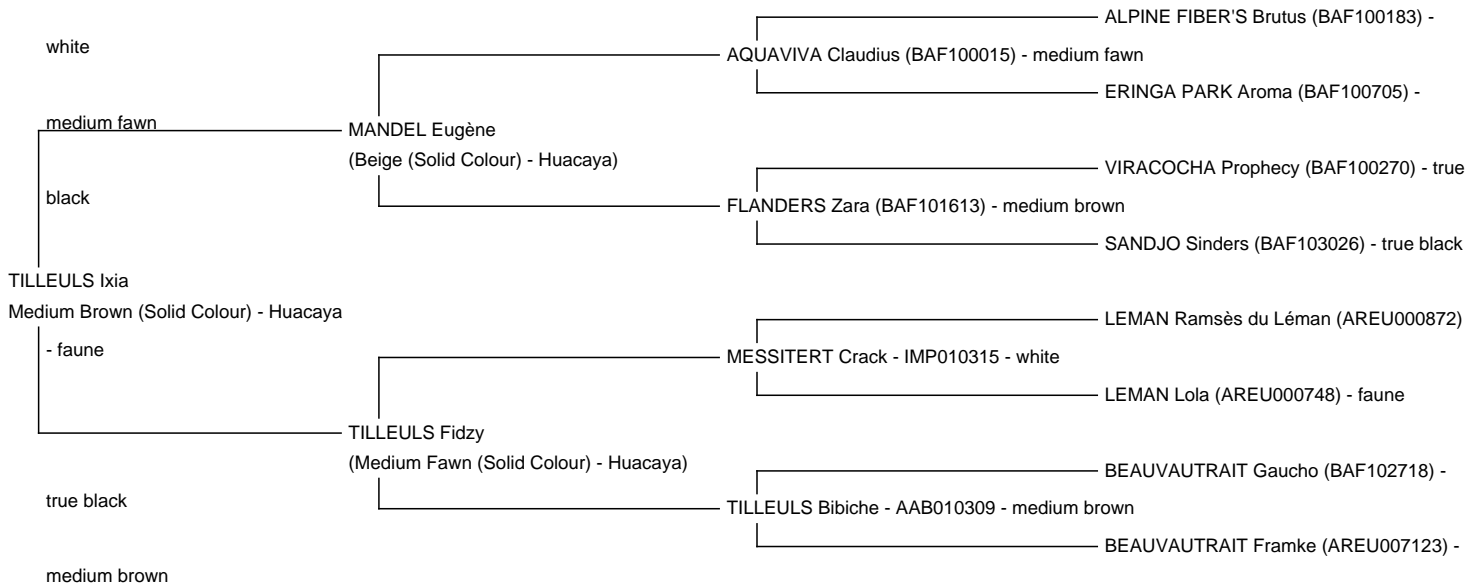 ALPINE FIBER'S Brutus (BAF100183) -
white
AQUAVIVA Claudius (BAF100015) - medium fawn
ERINGA PARK Aroma (BAF100705) -
medium fawn
MANDEL Eugène
(Beige (Solid Colour) - Huacaya)
VIRACOCHA Prophecy (BAF100270) - true
black
FLANDERS Zara (BAF101613) - medium brown
SANDJO Sinders (BAF103026) - true black
TILLEULS Ixia
Medium Brown (Solid Colour) - Huacaya
LEMAN Ramsès du Léman (AREU000872)
- faune
MESSITERT Crack - IMP010315 - white
LEMAN Lola (AREU000748) - faune
TILLEULS Fidzy
(Medium Fawn (Solid Colour) - Huacaya)
BEAUVAUTRAIT Gaucho (BAF102718) -
true black
TILLEULS Bibiche - AAB010309 - medium brown
BEAUVAUTRAIT Framke (AREU007123) -
medium brown